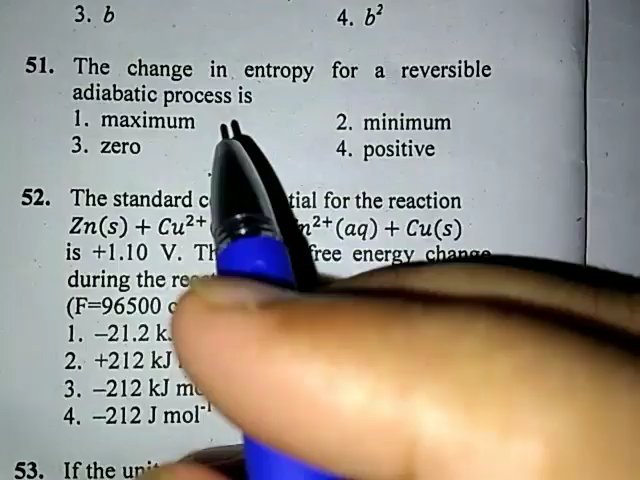 3. b
4. b²
51. The change in entropy for a reversible
adiabatic process is
1. maximum 2. minimum
3. zero 4. positive
52. The standard tial for the reaction
Zn(s) + Cu²⁺ n²⁺(aq) + Cu(s)
is +1.10 V. free energy change
during the
(F=96500
1. −21.2
2. +212 kJ
3. −212 kJ
4. −212 J mol⁻¹
53. If the